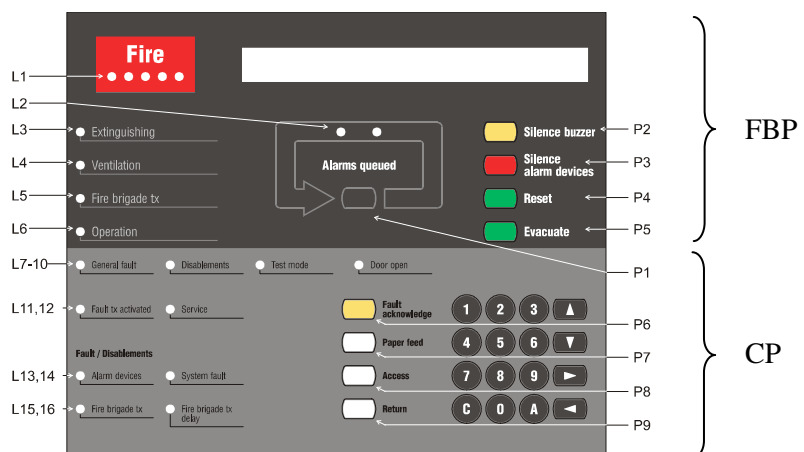 Fire
L1
L2
L3
Extinguishing
Silence buzzer
P2
FBP
L4
Ventilation
Alarms queued
Silence
alarm devices
P3
L5
Fire brigade tx
Reset
P4
L6
Operation
Evacuate
P5
L7-10
General fault
Disablements
Test mode
Door open
P1
L11,12
Fault tx activated
Service
Fault
acknowledge
1 2 3
P6
Paper feed
4 5 6
P7
CP
Fault / Disablements
L13,14
Alarm devices
System fault
Access
7 8 9
P8
L15,16
Fire brigade tx
Fire brigade tx
delay
Return
C 0 A
P9